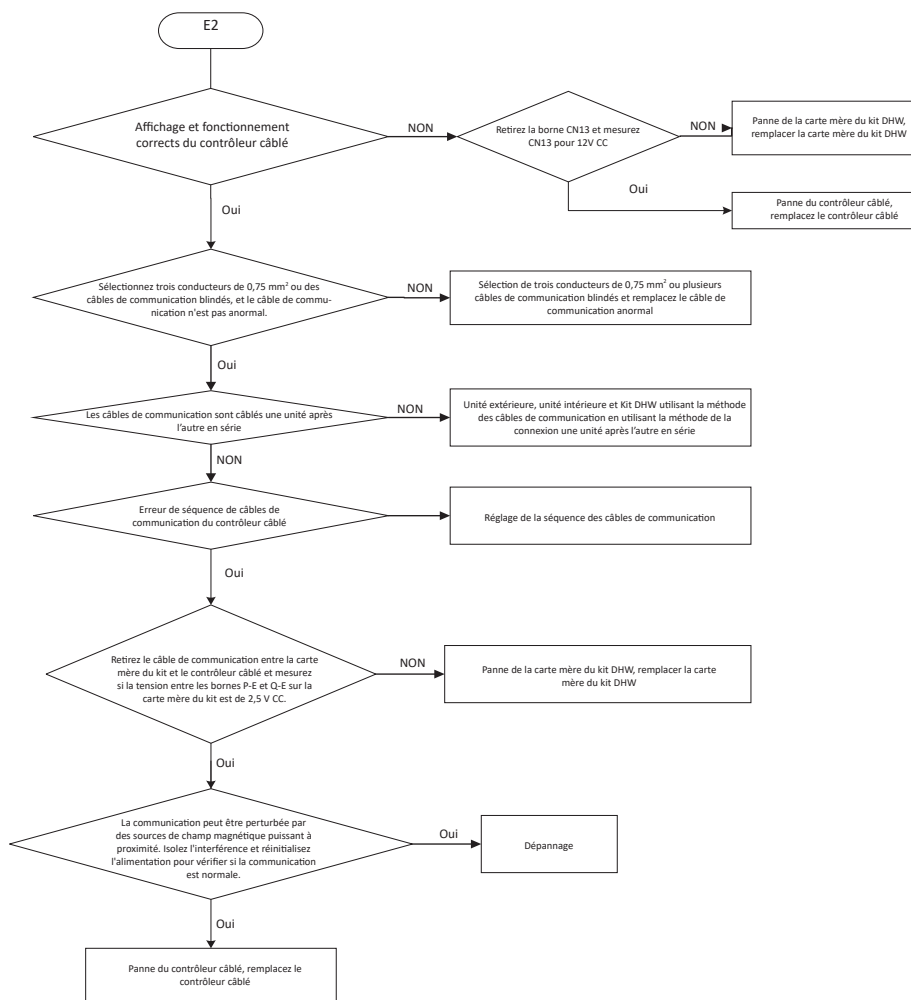 E2
Affichage et fonctionnement
corrects du contrôleur câblé
NON
Retirez la borne CN13 et mesurez
CN13 pour 12V CC
NON
Panne de la carte mère du kit DHW,
remplacer la carte mère du kit DHW
Oui
Panne du contrôleur câblé,
remplacez le contrôleur câblé
Oui
Sélectionnez trois conducteurs de 0,75 mm² ou des
câbles de communication blindés, et le câble de commu-
nication n'est pas anormal.
NON
Sélection de trois conducteurs de 0,75 mm² ou plusieurs
câbles de communication blindés et remplacez le câble de
communication anormal
Oui
Les câbles de communication sont câblés une unité après
l'autre en série
NON
Unité extérieure, unité intérieure et Kit DHW utilisant la méthode
des câbles de communication en utilisant la méthode de la
connexion une unité après l'autre en série
NON
Erreur de séquence de câbles de
communication du contrôleur câblé
Réglage de la séquence des câbles de communication
Oui
Retirez le câble de communication entre la carte
mère du kit et le contrôleur câblé et mesurez
si la tension entre les bornes P-E et Q-E sur la
carte mère du kit est de 2,5 V CC.
NON
Panne de la carte mère du kit DHW, remplacer la carte
mère du kit DHW
Oui
La communication peut être perturbée par
des sources de champ magnétique puissant à
proximité. Isolez l'interférence et réinitialisez
l'alimentation pour vérifier si la communication
est normale.
Oui
Dépannage
Oui
Panne du contrôleur câblé, remplacez le
contrôleur câblé